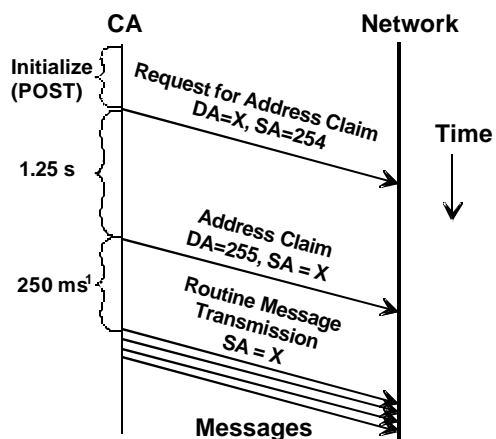 CA
Network
Initialize
(POST)
Request for Address Claim
DA=X, SA=254
Time
1.25 s
Address
Claim
DA=255, SA = X
250 ms¹
Routine Message
Transmission
SA = X
Messages